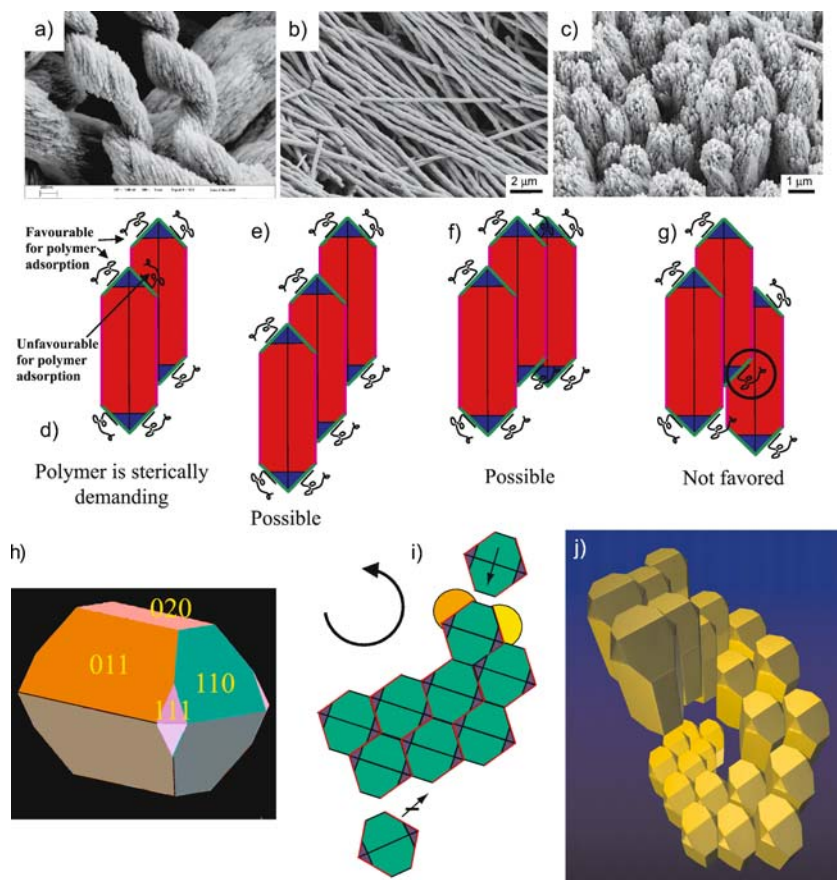 a)
b)
c)
2 μm
1 μm
Favourable
for polymer
adsorption
Unfavourable
for polymer
adsorption
d)
Polymer is sterically
demanding
e)
Possible
f)
Possible
g)
Not favored
h)
020
011
110
111
i)
j)